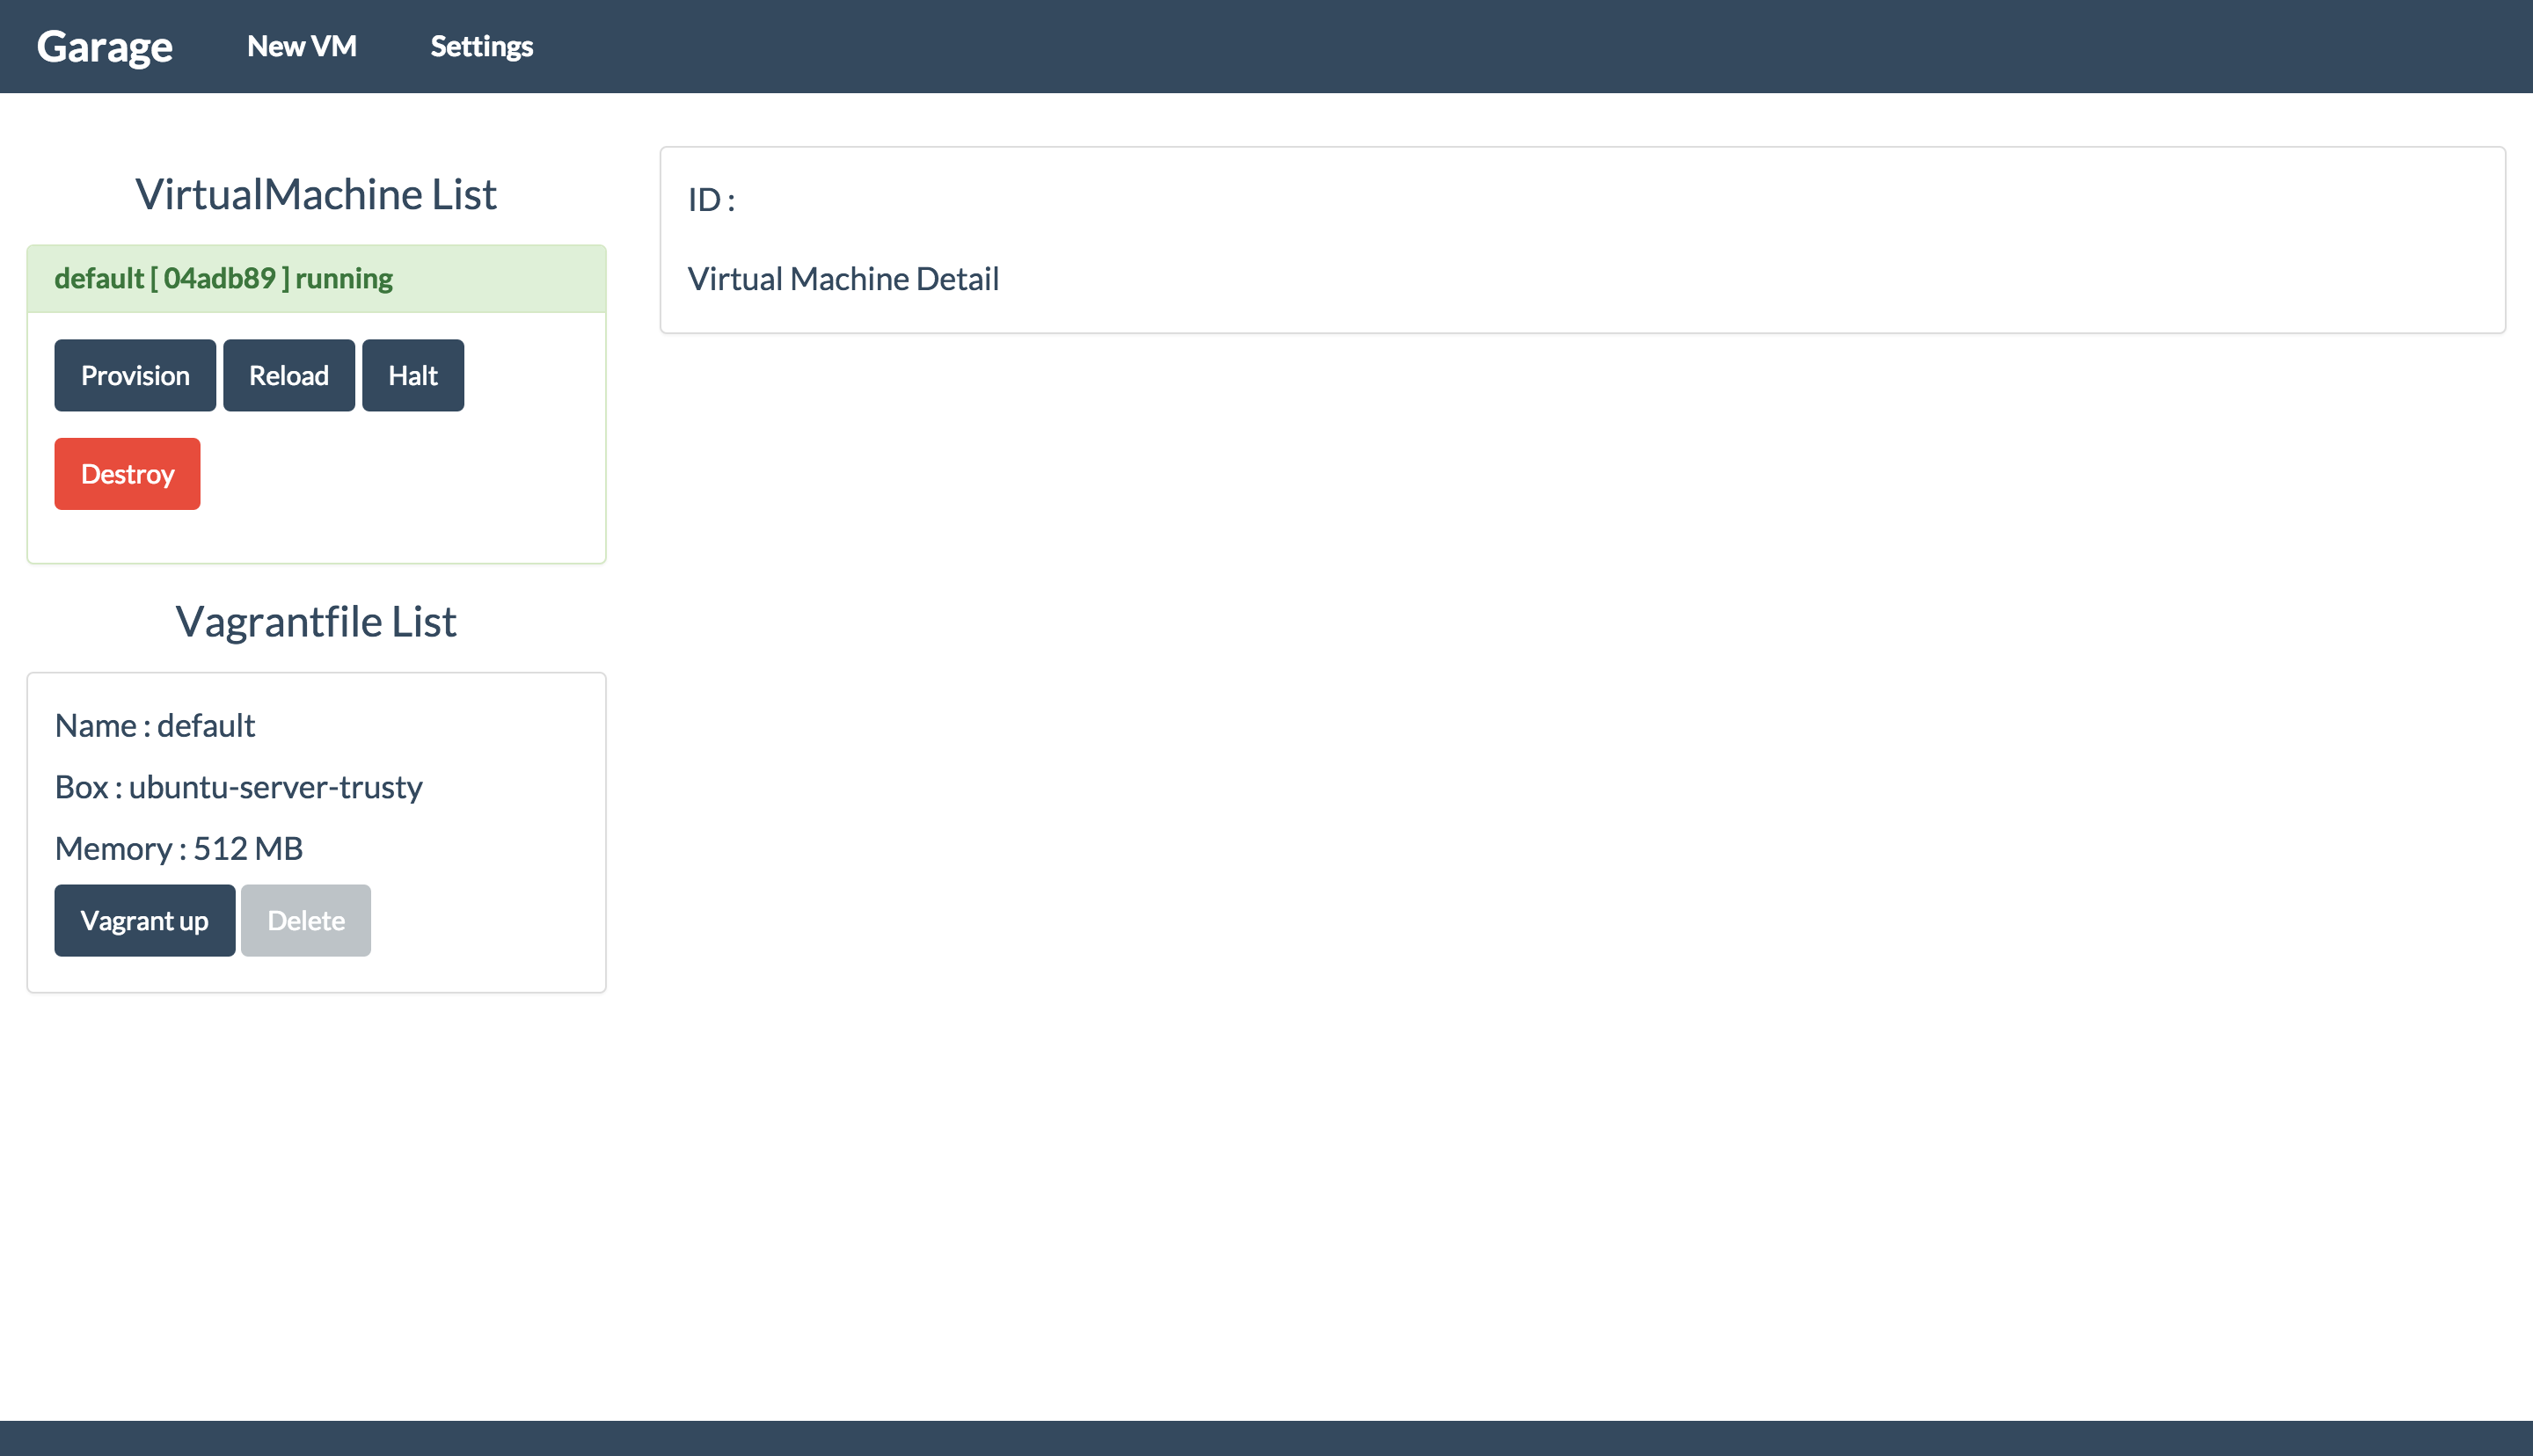 Garage New VM Settings
VirtualMachine List
default [ 04adb89 ] running
Provision Reload Halt
Destroy
Vagrantfile List
Name : default
Box : ubuntu-server-trusty
Memory : 512 MB
Vagrant up Delete
ID :
Virtual Machine Detail